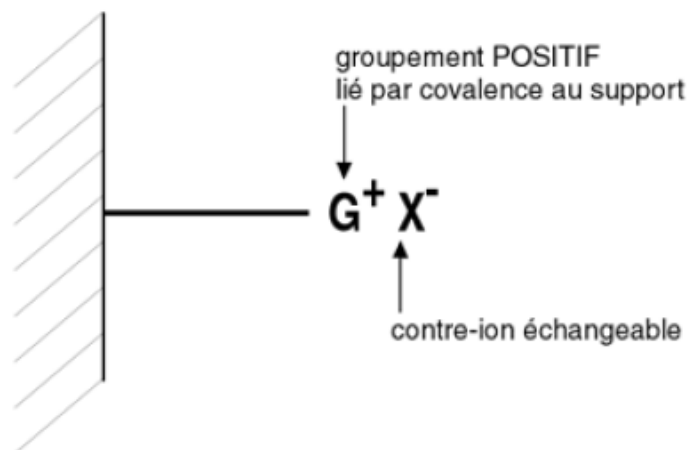 groupement POSITIF
lié par covalence au support
G⁺ X⁻
contre-ion échangeable